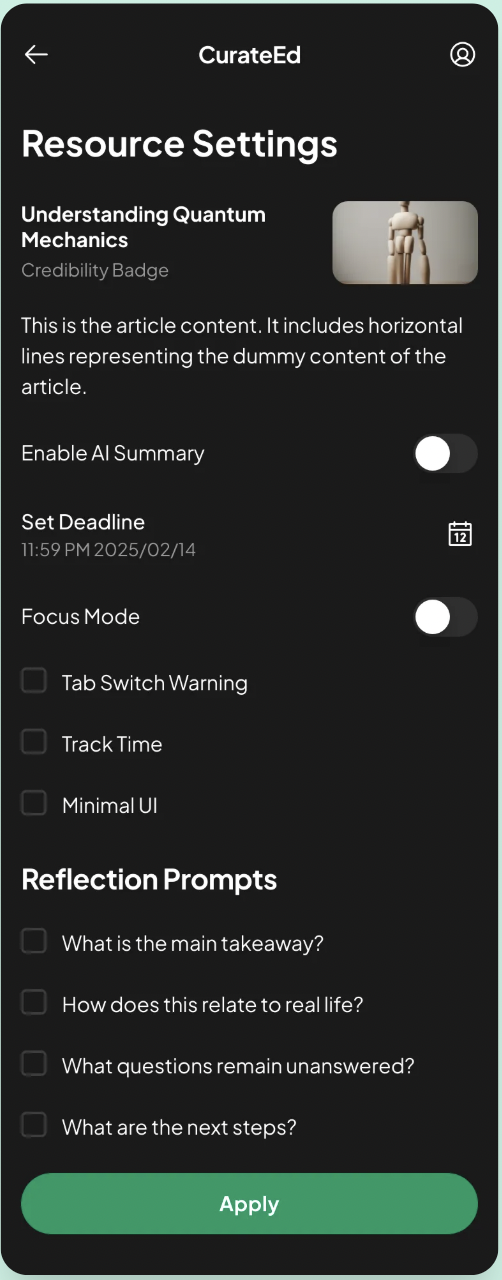 CurateEd
Resource Settings
Understanding Quantum
Mechanics
Credibility Badge
This is the article content. It includes horizontal
lines representing the dummy content of the
article.
Enable AI Summary
Set Deadline
11:59 PM 2025/02/14
12
Focus Mode
Tab Switch Warning
Track Time
Minimal UI
Reflection Prompts
What is the main takeaway?
How does this relate to real life?
What questions remain unanswered?
What are the next steps?
Apply